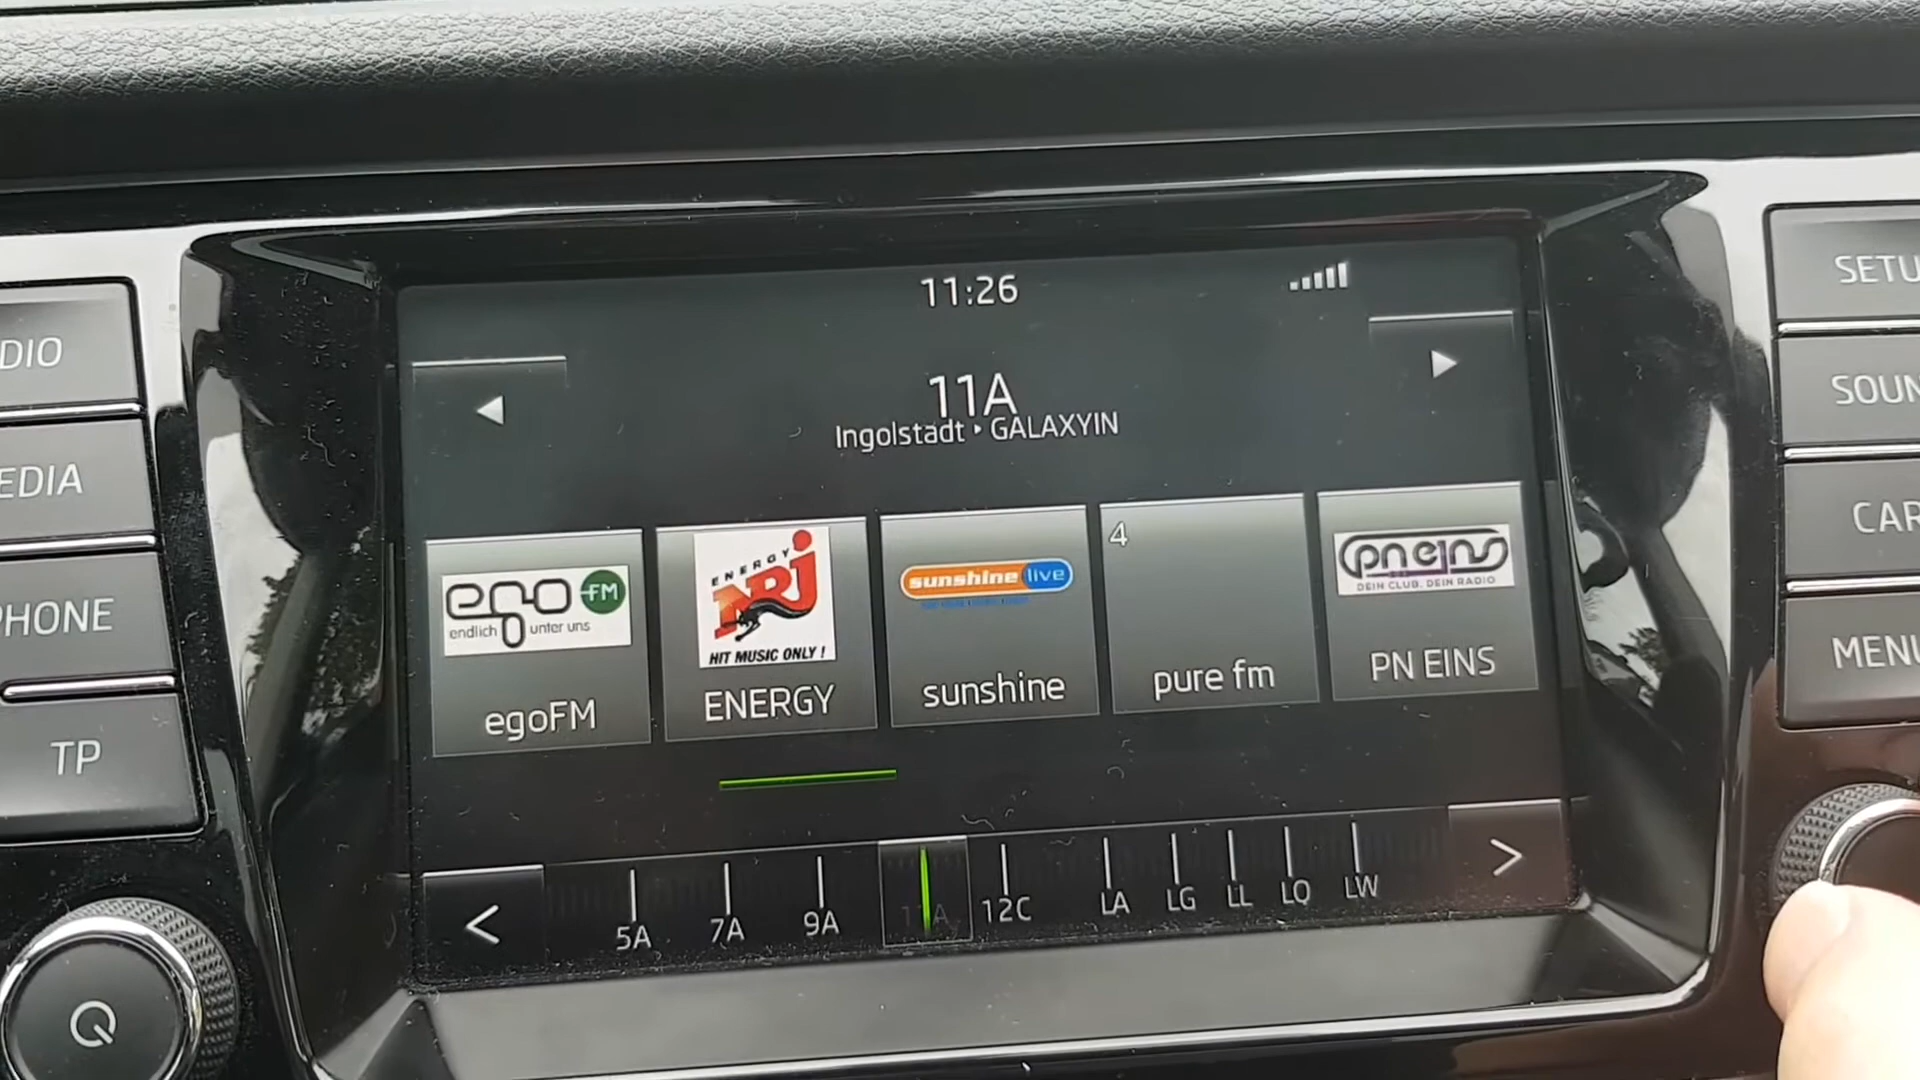 11:26
11A
Ingolstadt ‣ GALAXYIN
DIO
EDIA
PHONE
TP
ego FM
endlich unter uns
egoFM
ENERGY
NRJ
HIT MUSIC ONLY !
ENERGY
sunshine live
sunshine
4
pure fm
pn eins
DEIN CLUB. DEIN RADIO
PN EINS
5A 7A 9A 11A 12C LA LG LL LQ LW
< >
SETU
SOUN
CAR
MENU